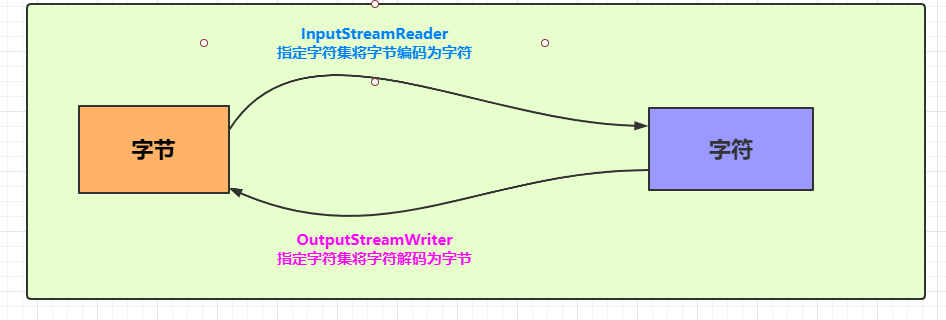 InputStreamReader
指定字符集将字节编码为字符
字节
字符
OutputStreamWriter
指定字符集将字符解码为字节